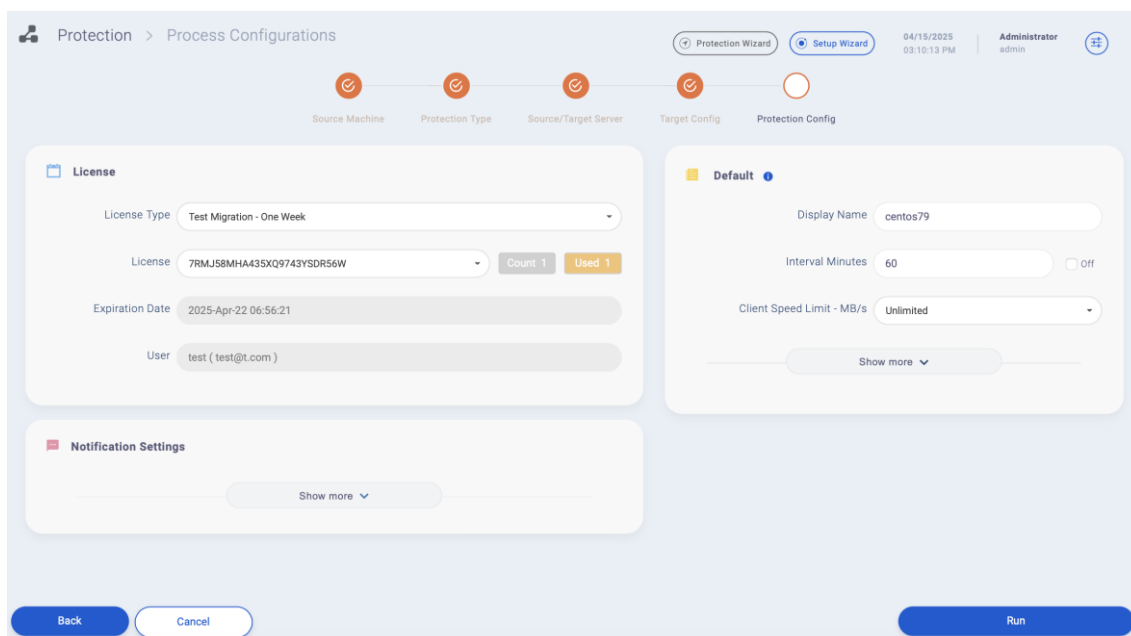 Protection > Process Configurations
Protection Wizard
Setup Wizard
04/15/2025
03:10:13 PM
Administrator
admin
Source Machine
Protection Type
Source/Target Server
Target Config
Protection Config
License
License Type
Test Migration - One Week
License
7RMJ58MHA435XQ9743YSDR56W
Count 1
Used 1
Expiration Date
2025-Apr-22 06:56:21
User
test ( test@t.com )
Default
Display Name
centos79
Interval Minutes
60
Off
Client Speed Limit - MB/s
Unlimited
Show more
Notification Settings
Show more
Back
Cancel
Run